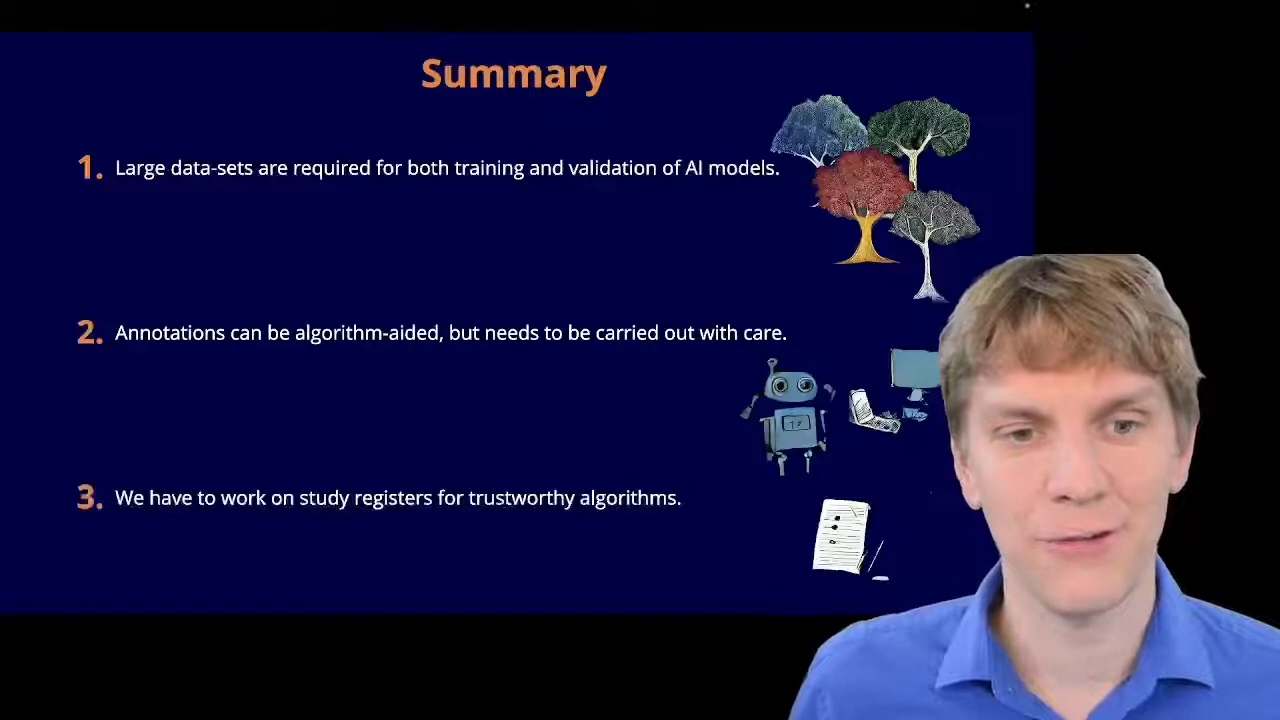 Summary
1. Large data-sets are required for both training and validation of AI models.
2. Annotations can be algorithm-aided, but needs to be carried out with care.
3. We have to work on study registers for trustworthy algorithms.